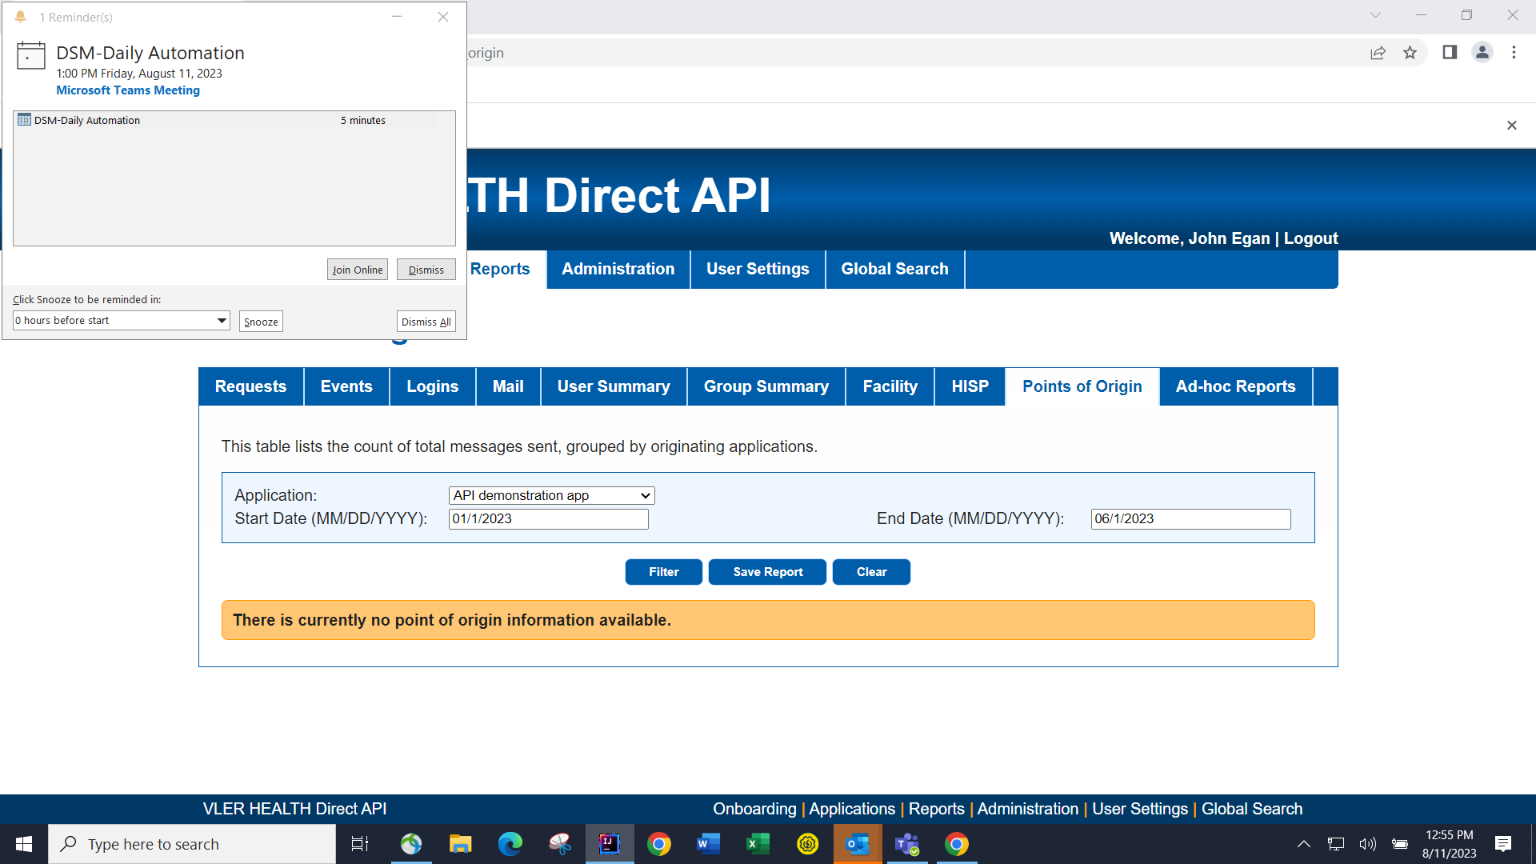 1 Reminder(s)
DSM-Daily Automation
1:00 PM Friday, August 11, 2023
Microsoft Teams Meeting
DSM-Daily Automation 5 minutes
Join Online Dismiss
Click Snooze to be reminded in:
0 hours before start Snooze Dismiss All
origin
TH Direct API
Welcome, John Egan | Logout
Reports Administration User Settings Global Search
Requests Events Logins Mail User Summary Group Summary Facility HISP Points of Origin Ad-hoc Reports
This table lists the count of total messages sent, grouped by originating applications.
Application: API demonstration app
Start Date (MM/DD/YYYY): 01/1/2023 End Date (MM/DD/YYYY): 06/1/2023
Filter Save Report Clear
There is currently no point of origin information available.
VLER HEALTH Direct API Onboarding | Applications | Reports | Administration | User Settings | Global Search
Type here to search
12:55 PM
8/11/2023